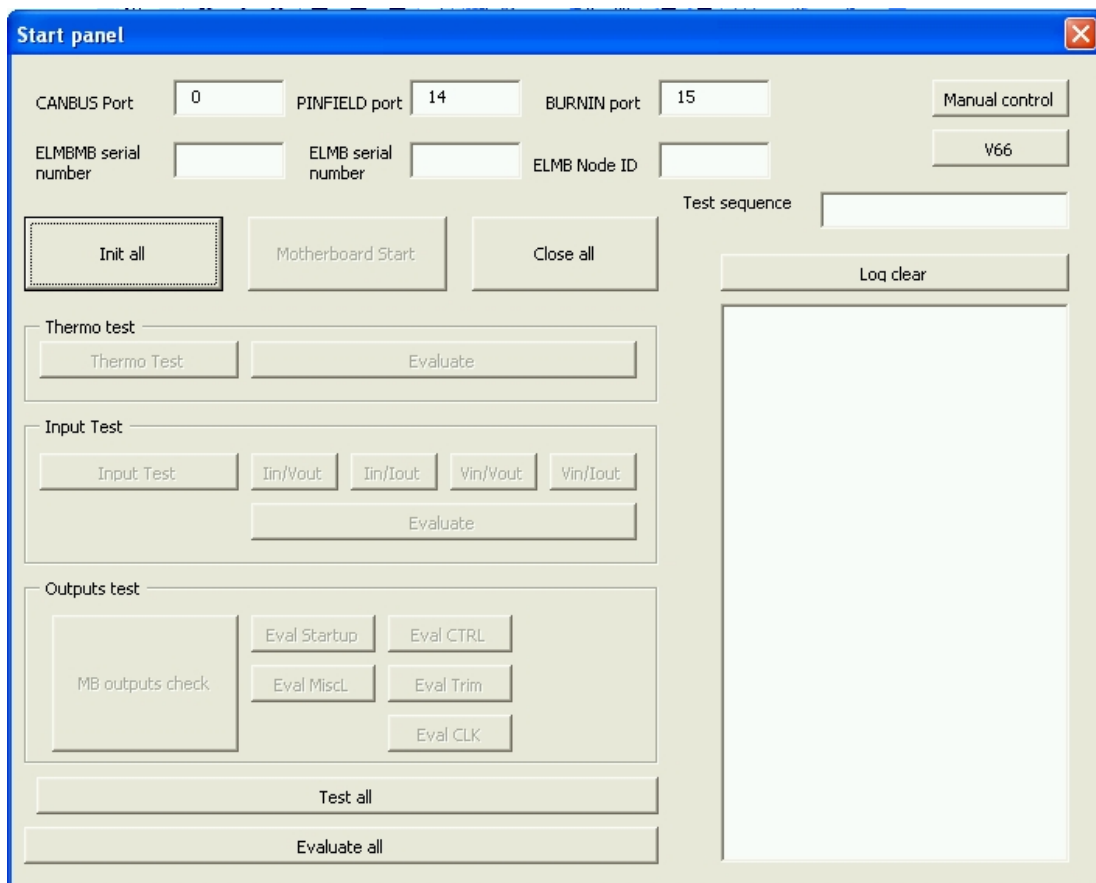 Start panel
CANBUS Port 0 PINFIELD port 14 BURNIN port 15 Manual control
ELMBMB serial number ELMB serial number ELMB Node ID V66
Test sequence
Init all Motherboard Start Close all
Log clear
Thermo test
Thermo Test Evaluate
Input Test
Input Test Iin/Vout Iin/Iout Vin/Vout Vin/Iout
Evaluate
Outputs test
MB outputs check Eval Startup Eval CTRL
Eval MiscL Eval Trim
Eval CLK
Test all
Evaluate all